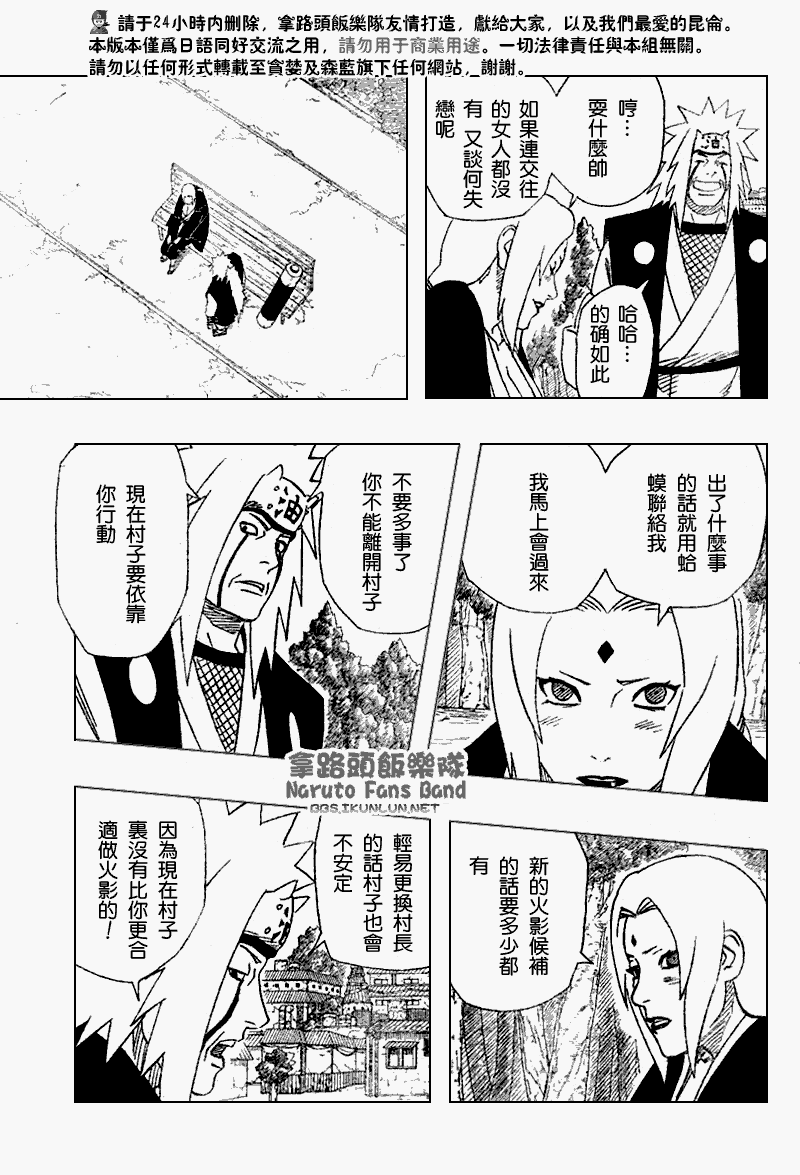 請于24小時內删除，拿路頭飯樂隊友情打造，獻給大家，以及我們最愛的昆侖。
本版本僅爲日語同好交流之用，請勿用于商業用途。一切法律責任與本組無關。
請勿以任何形式轉載至貪婪及森藍旗下任何網站，謝謝。
哼…
耍什麼帥
如果連交往
的女人都沒
有 又談何失
戀呢
哈哈…
的确如此
出了什麼事
的話就用蛤
蟆聯絡我
我馬上會過來
不要多事了
你不能離開村子
現在村子要依靠
你行動
新的火影候補
的話要多少都
有
輕易更換村長
的話村子也會
不安定
因為現在村子
裏沒有比你更合
適做火影的！
油
油
拿路頭飯樂隊
Naruto Fans Band
BBS.IKUNLUN.NET